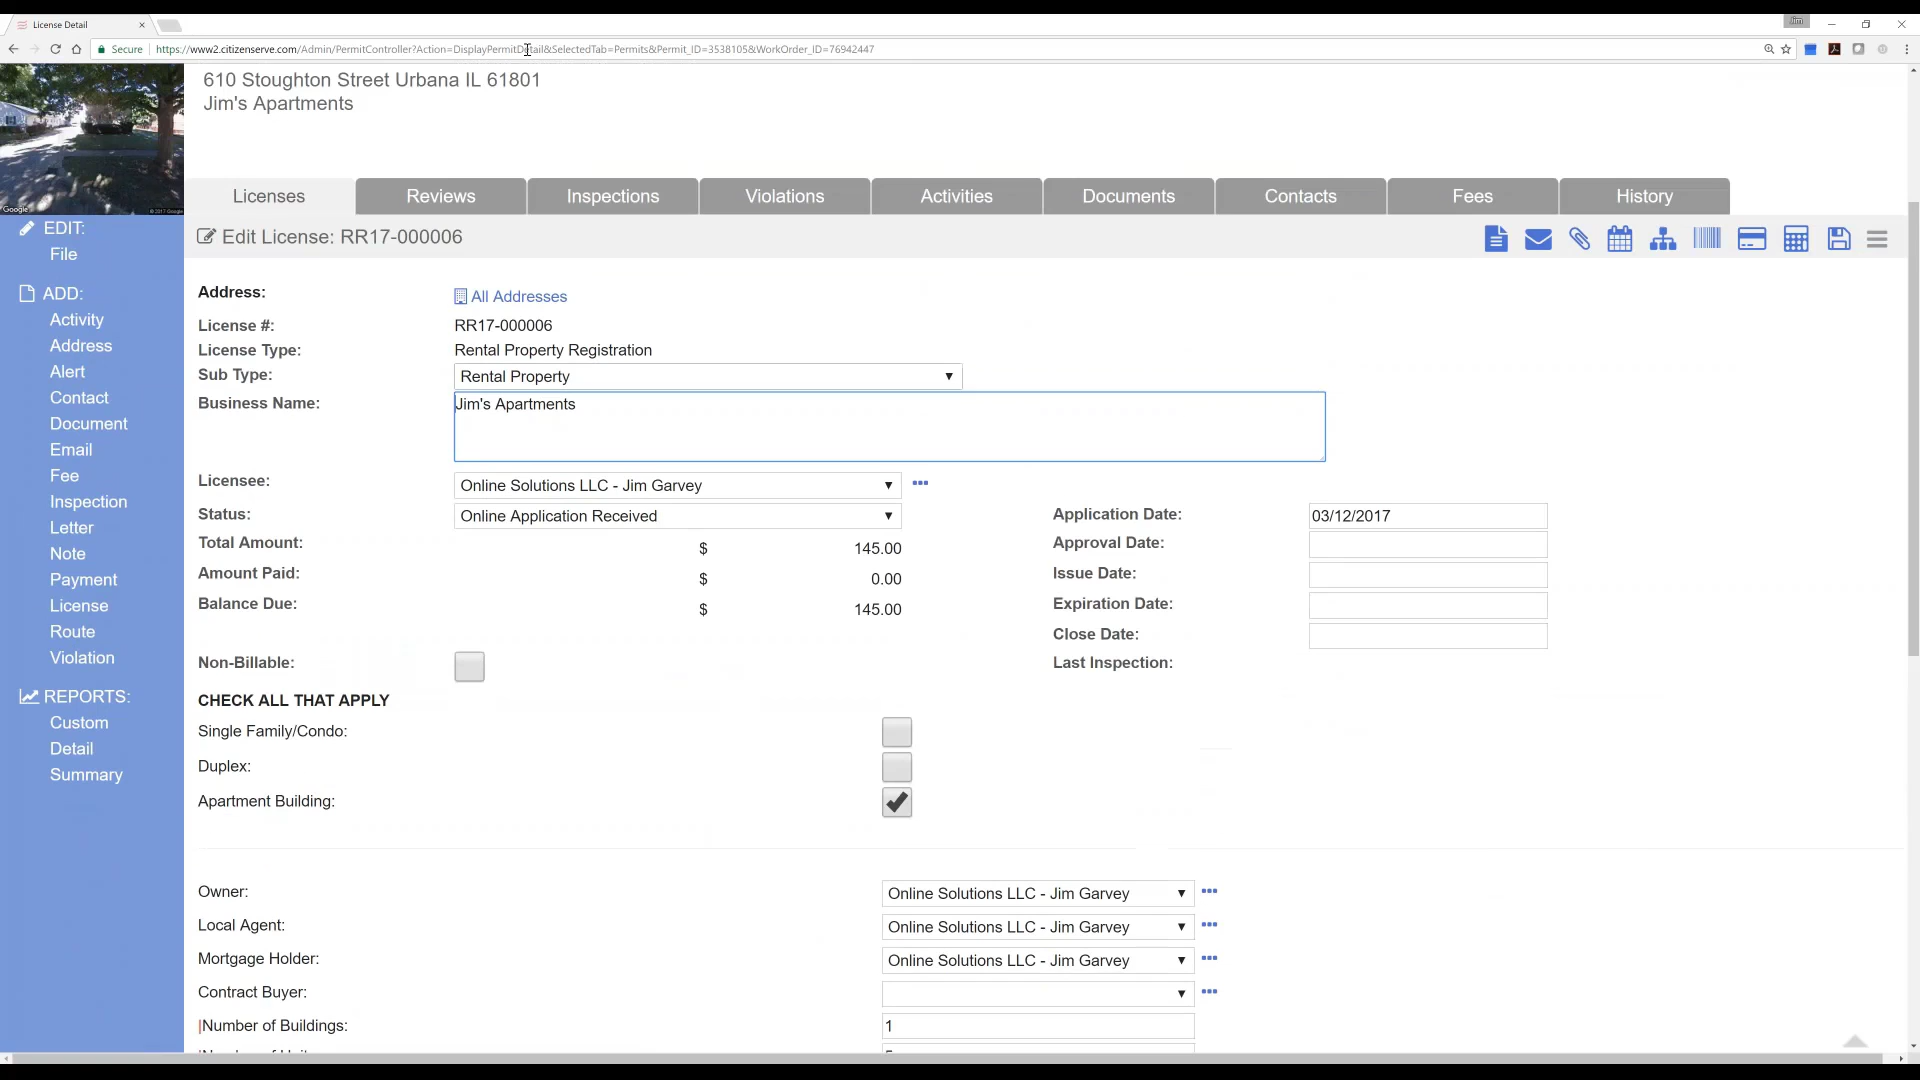 License Detail
Jim
Secure https://www2.citizenserve.com/Admin/PermitController?Action=DisplayPermitDetail&SelectedTab=Permits&Permit_ID=3538105&WorkOrder_ID=76942447
610 Stoughton Street Urbana IL 61801
Jim's Apartments
Google © 2017 Google
Licenses Reviews Inspections Violations Activities Documents Contacts Fees History
Edit License: RR17-000006
EDIT:
File
ADD:
Activity
Address
Alert
Contact
Document
Email
Fee
Inspection
Letter
Note
Payment
License
Route
Violation
REPORTS:
Custom
Detail
Summary
Address: All Addresses
License #: RR17-000006
License Type: Rental Property Registration
Sub Type: Rental Property
Business Name: Jim's Apartments
Licensee: Online Solutions LLC - Jim Garvey
Status: Online Application Received Application Date: 03/12/2017
Total Amount: $ 145.00 Approval Date:
Amount Paid: $ 0.00 Issue Date:
Balance Due: $ 145.00 Expiration Date:
Close Date:
Non-Billable: Last Inspection:
CHECK ALL THAT APPLY
Single Family/Condo:
Duplex:
Apartment Building:
Owner: Online Solutions LLC - Jim Garvey
Local Agent: Online Solutions LLC - Jim Garvey
Mortgage Holder: Online Solutions LLC - Jim Garvey
Contract Buyer:
Number of Buildings: 1